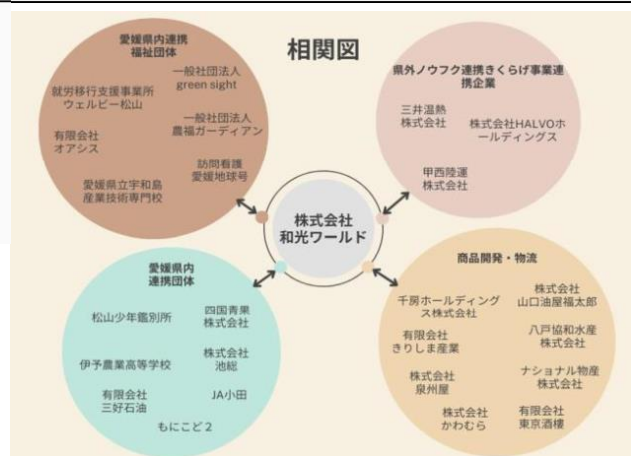 相関図
愛媛県内連携
福祉団体
一般社団法人
green sight
就労移行支援事業所
ウェルビー松山
一般社団法人
農福ガーディアン
有限会社
オアシス
訪問看護
愛媛地球号
愛媛県立宇和島
産業技術専門校
県外ノウフク連携きくらげ事業連
携企業
三井温熱
株式会社
株式会社HALVOホ
ールディングス
甲西陸運
株式会社
株式会社
和光ワールド
愛媛県内
連携団体
松山少年鑑別所
四国青果
株式会社
伊予農業高等学校
株式会社
池総
有限会社
三好石油
JA小田
もにこど2
商品開発・物流
千房ホールディング
ス株式会社
株式会社
山口油屋福太郎
有限会社
きりしま産業
八戸協和水産
株式会社
株式会社
泉州屋
ナショナル物産
株式会社
株式会社
かわむら
有限会社
東京酒樓